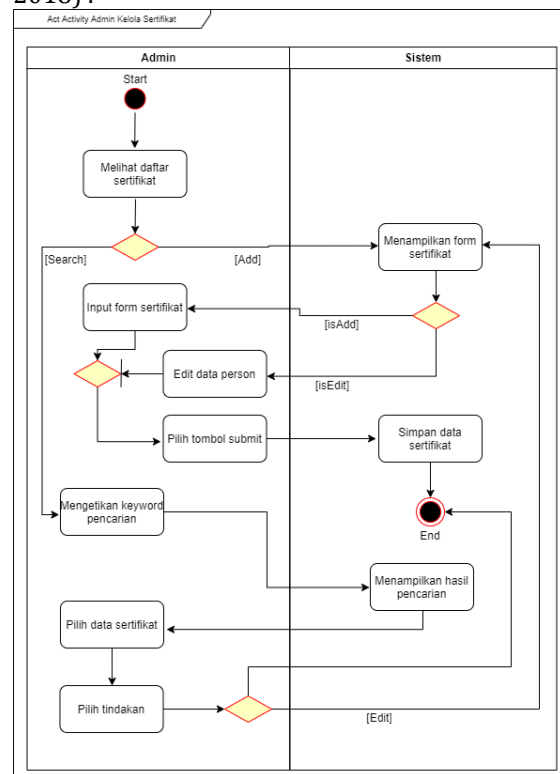 2018).
Act Activity Admin Kelola Sertifikat
Admin
Sistem
Start
Melihat daftar
sertifikat
[Search]
[Add]
Menampilkan form
sertifikat
Input form sertifikat
[isAdd]
Edit data person
[isEdit]
Pilih tombol submit
Simpan data
sertifikat
Mengetikan keyword
pencarian
End
Menampilkan hasil
pencarian
Pilih data sertifikat
Pilih tindakan
[Edit]